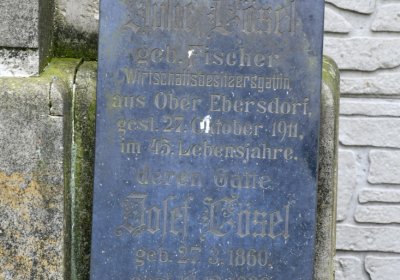 geb. Fischer
Wirtschaftsbesitzersgattin
aus Ober Ebersdorf,
gest. 27. Oktober 1911,
im 45. Lebensjahre,
deren Gatte
Josef Lösel
geb. 27. 3. 1860,